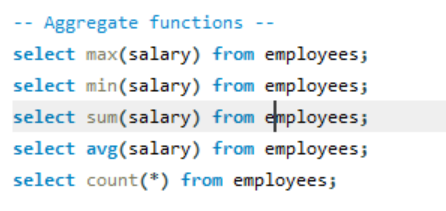 -- Aggregate functions --
select max(salary) from employees;
select min(salary) from employees;
select sum(salary) from employees;
select avg(salary) from employees;
select count(*) from employees;